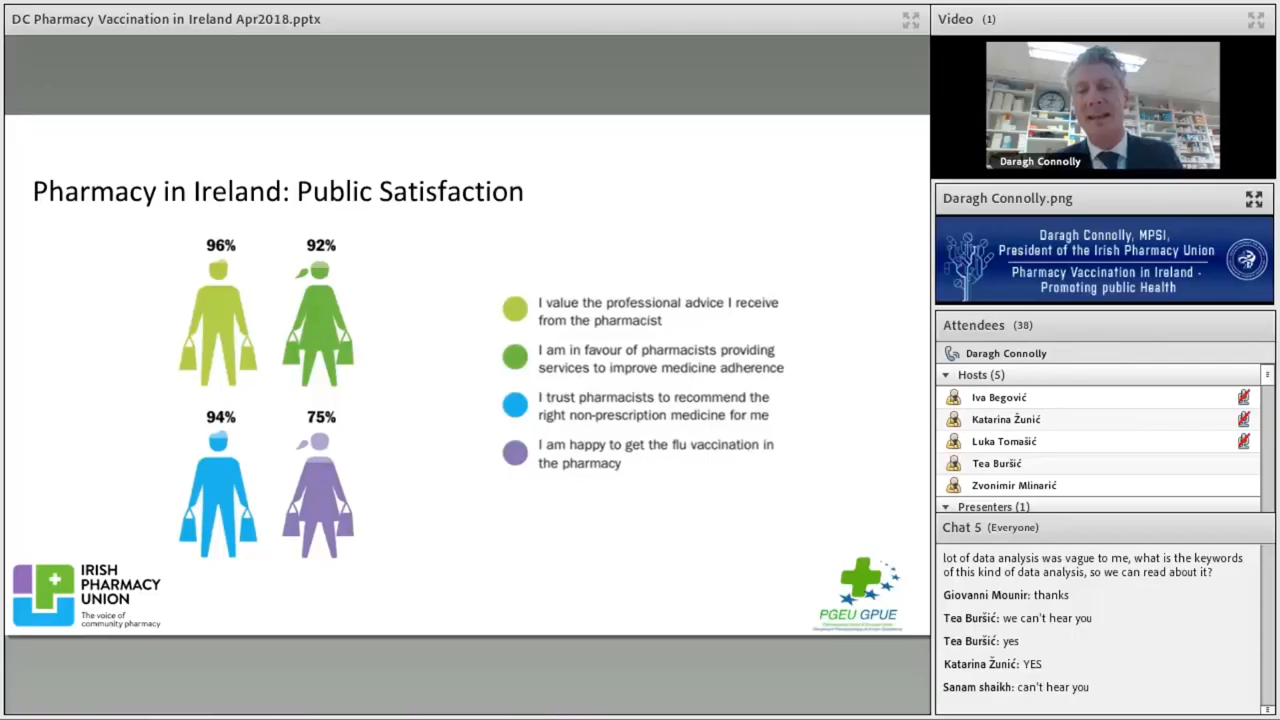 DC Pharmacy Vaccination in Ireland Apr2018.pptx
Pharmacy in Ireland: Public Satisfaction
96%
92%
94%
75%
I value the professional advice I receive
from the pharmacist
I am in favour of pharmacists providing
services to improve medicine adherence
I trust pharmacists to recommend the
right non-prescription medicine for me
I am happy to get the flu vaccination in
the pharmacy
IRISH
PHARMACY
UNION
The voice of
community pharmacy
PGEU GPUE
Video (1)
Daragh Connolly
Daragh Connolly.png
Daragh Connolly, MPSI,
President of the Irish Pharmacy Union
Pharmacy Vaccination in Ireland -
Promoting public Health
Attendees (38)
Daragh Connolly
Hosts (5)
Iva Begović
Katarina Žunić
Luka Tomašić
Tea Buršić
Zvonimir Mlinarić
Presenters (1)
Chat 5 (Everyone)
lot of data analysis was vague to me, what is the keywords
of this kind of data analysis, so we can read about it?
Giovanni Mounir: thanks
Tea Buršić: we can't hear you
Tea Buršić: yes
Katarina Žunić: YES
Sanam shaikh: can't hear you